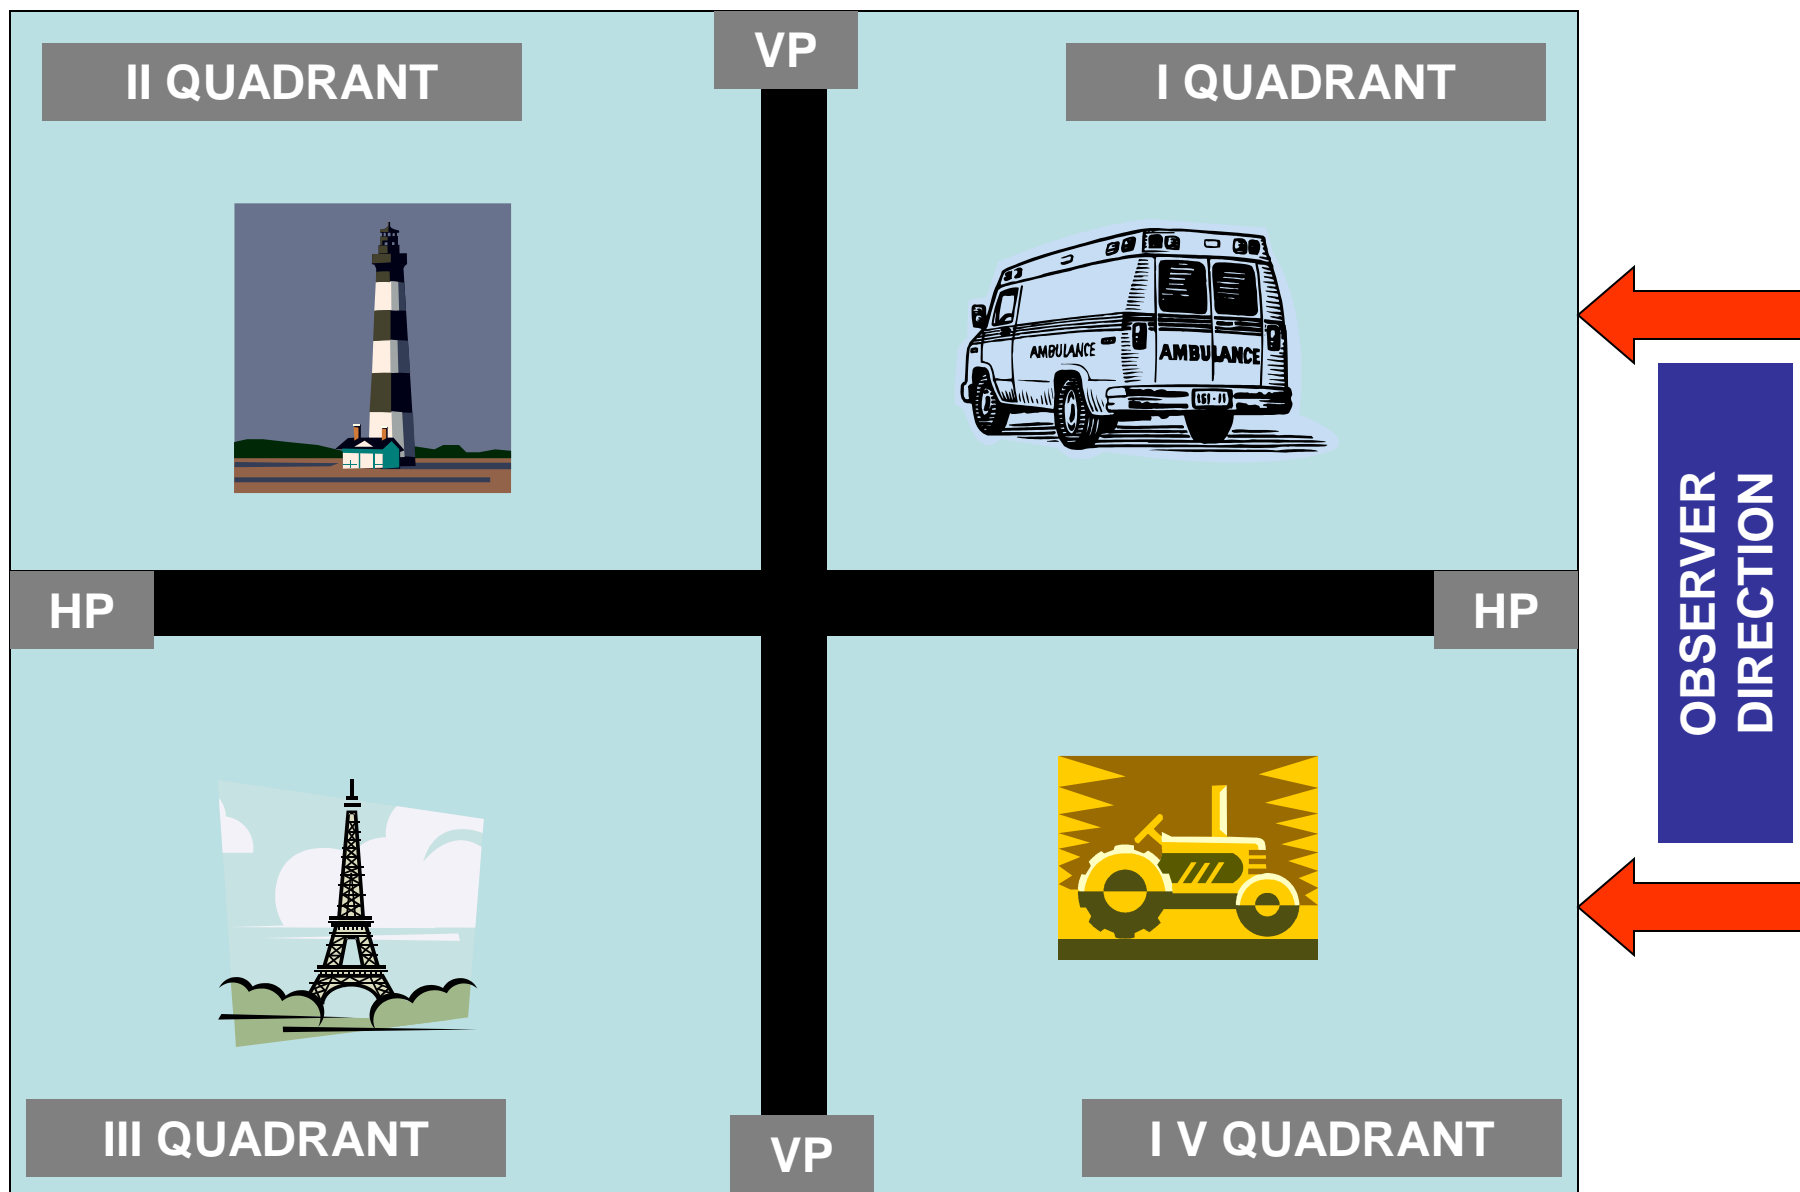 VP
II QUADRANT
I QUADRANT
AMBULANCE
AMBULANCE
HP
HP
OBSERVER
DIRECTION
III QUADRANT
I V QUADRANT
VP